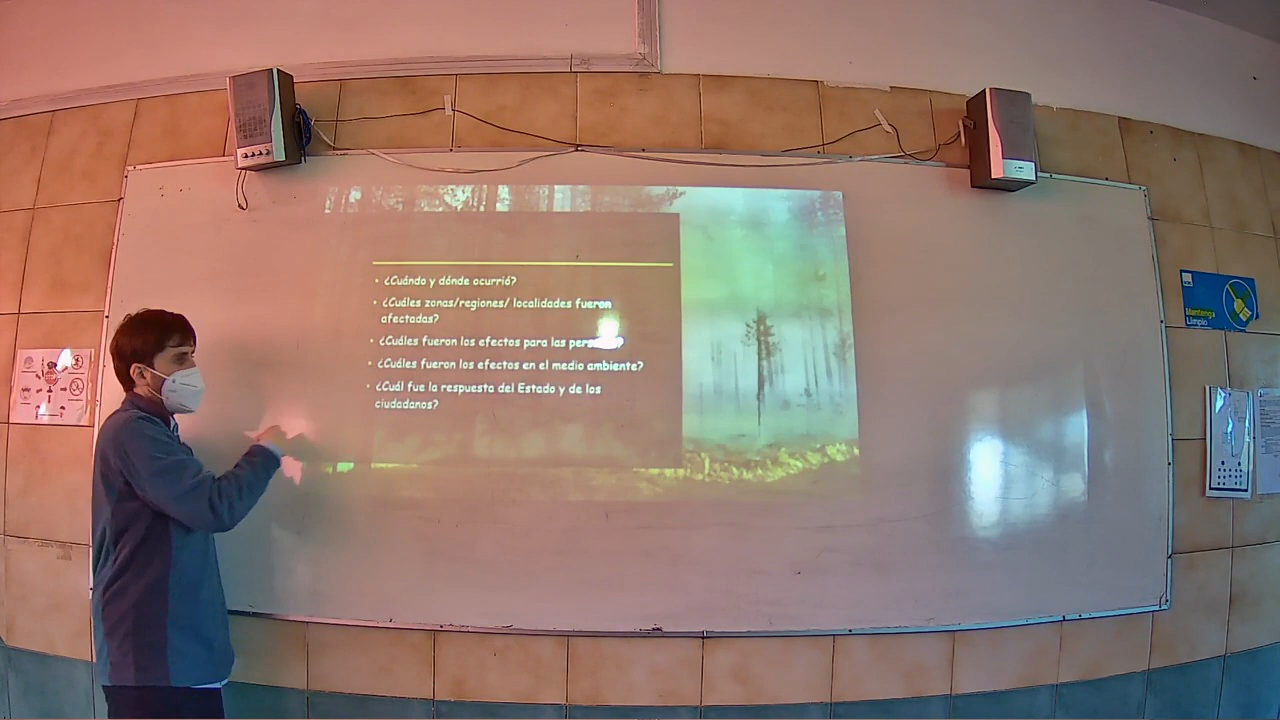 • ¿Cuándo y dónde ocurrió?
• ¿Cuáles zonas/regiones/ localidades fueron
afectadas?
• ¿Cuáles fueron los efectos para las personas?
• ¿Cuáles fueron los efectos en el medio ambiente?
• ¿Cuál fue la respuesta del Estado y de los
ciudadanos?
Mantenga
Limpio